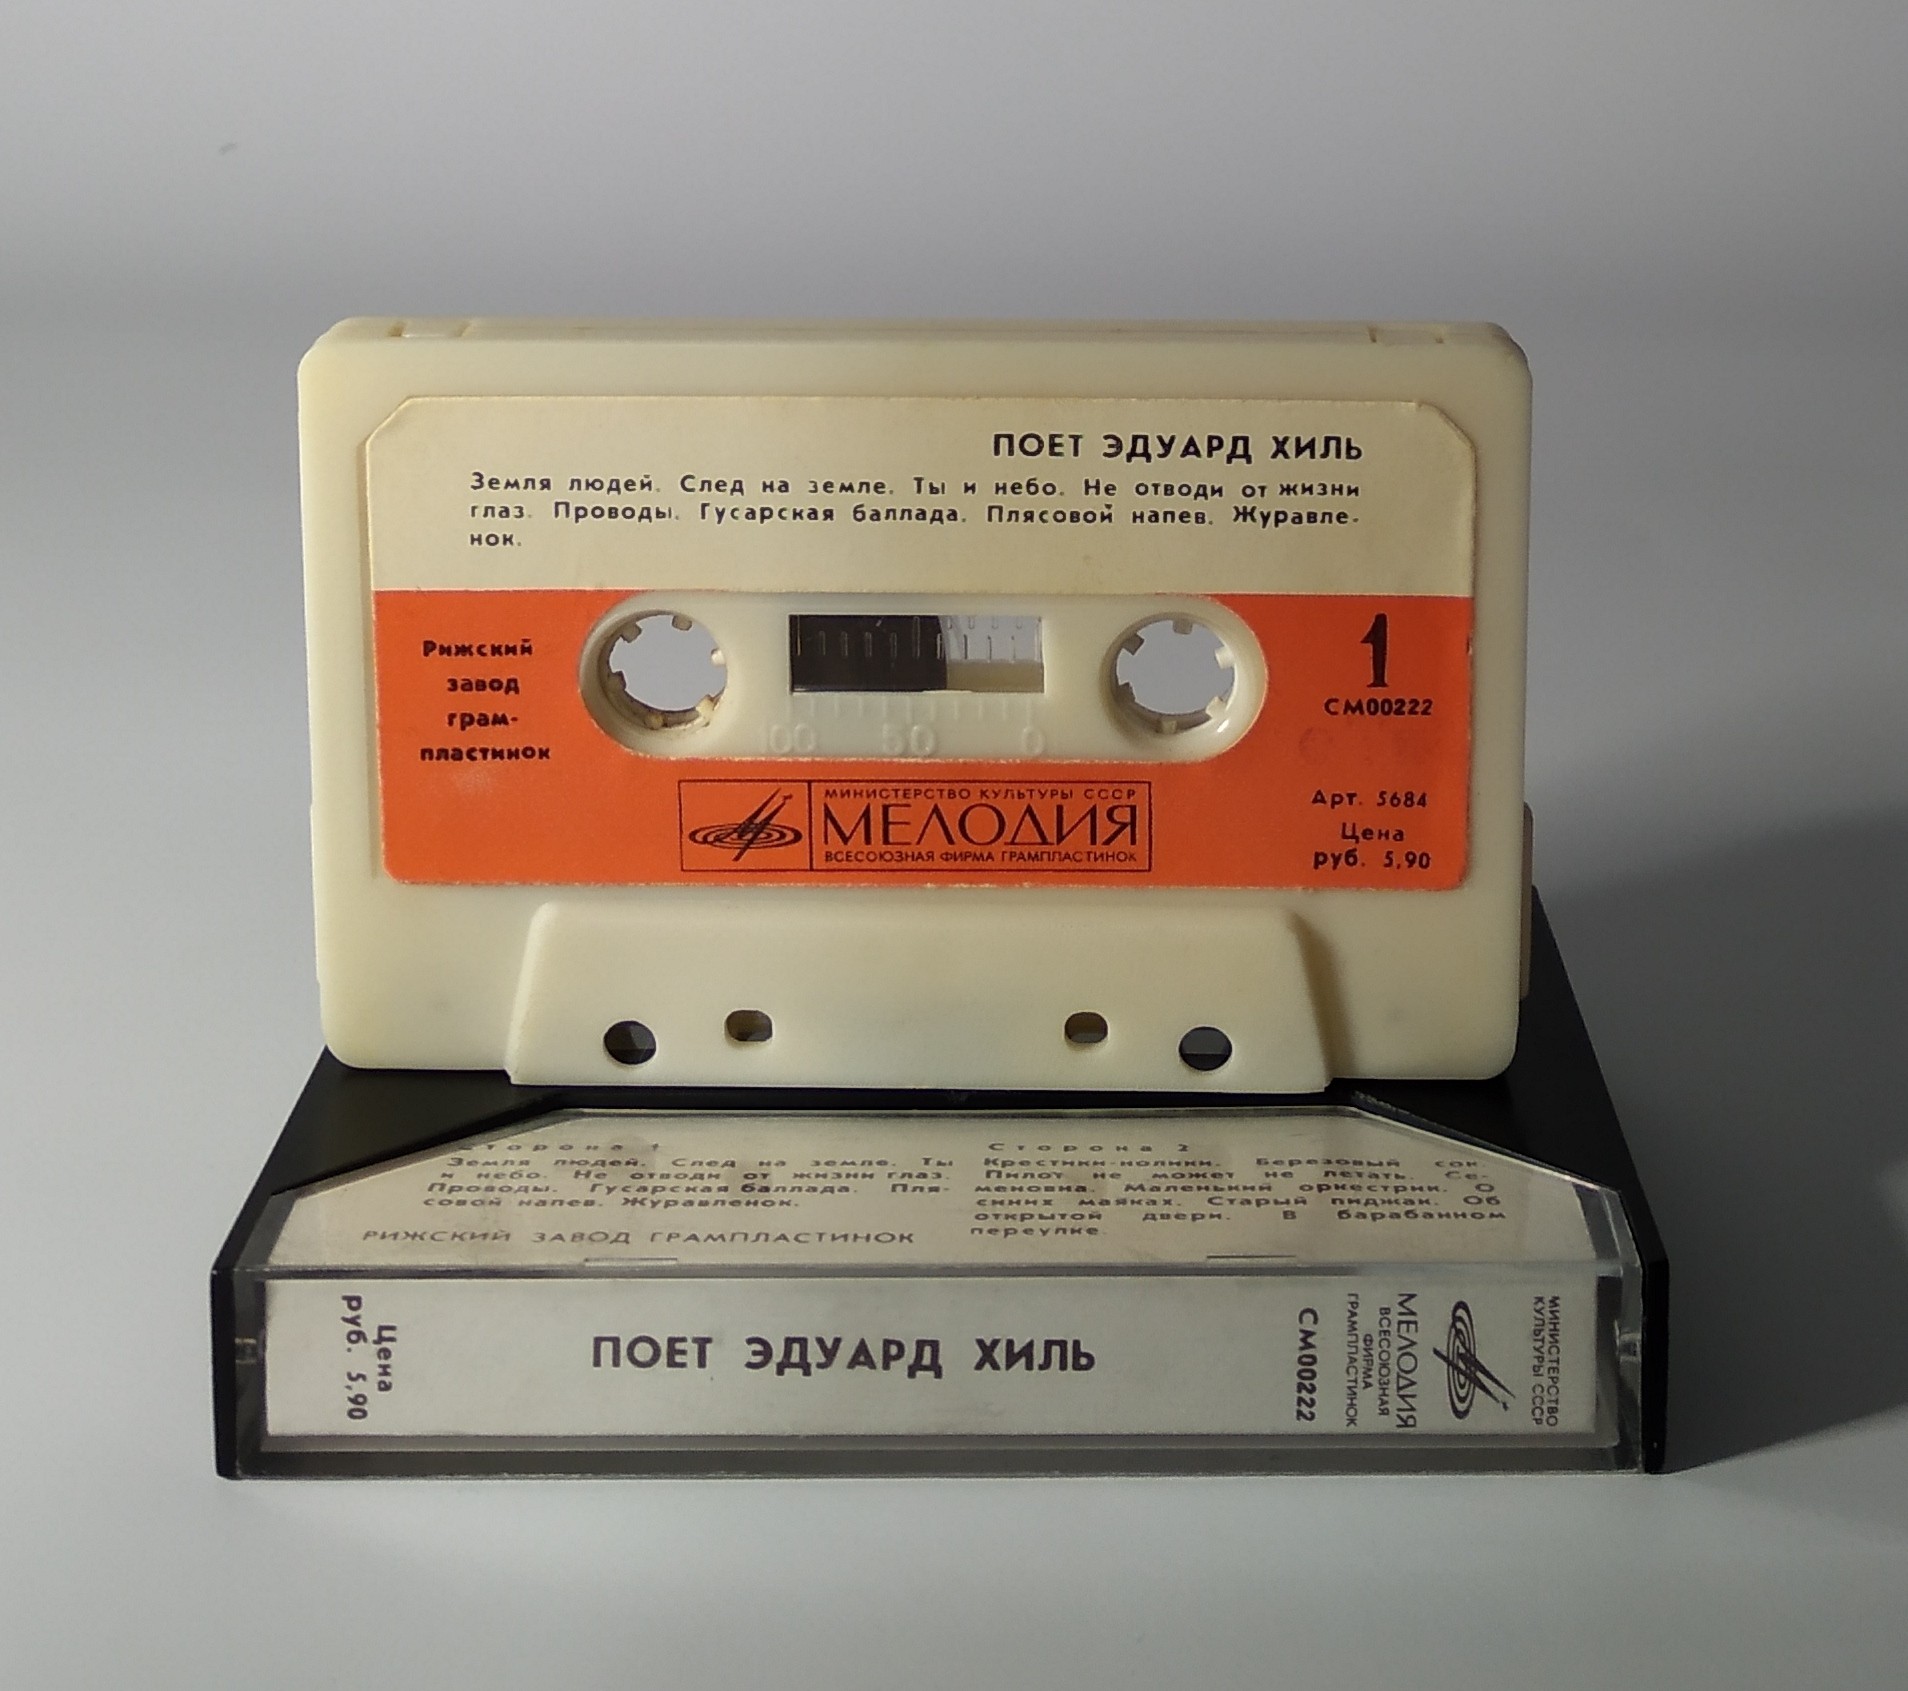 ПОЕТ ЭДУАРД ХИЛЬ
Земля людей. След на земле. Ты и небо. Не отводи от жизни
глаз. Проводы. Гусарская баллада. Плясовой напев. Журавле-
нок.
Рижский
завод
грам-
пластинок
1
СМ00222
100 50 0
МИНИСТЕРСТВО КУЛЬТУРЫ СССР
МЕЛОДИЯ
ВСЕСОЮЗНАЯ ФИРМА ГРАМПЛАСТИНОК
Арт. 5684
Цена
руб. 5,90
Сторона 1
Земля людей. След на земле. Ты
и небо. Не отводи от жизни глаз.
Проводы. Гусарская баллада. Пля-
совой напев. Журавленок.
РИЖСКИЙ ЗАВОД ГРАМПЛАСТИНОК
Сторона 2
Крестики-нолики. Березовый сок.
Пилот не может не летать. Се-
меновна. Маленький оркестрик. О
синих маяках. Старый пиджак. Об
открытой двери. В барабанном
переулке.
Цена
руб. 5,90
ПОЕТ ЭДУАРД ХИЛЬ
СМ00222
МЕЛОДИЯ
ВСЕСОЮЗНАЯ
ФИРМА
ГРАМПЛАСТИНОК
МИНИСТЕРСТВО
КУЛЬТУРЫ СССР